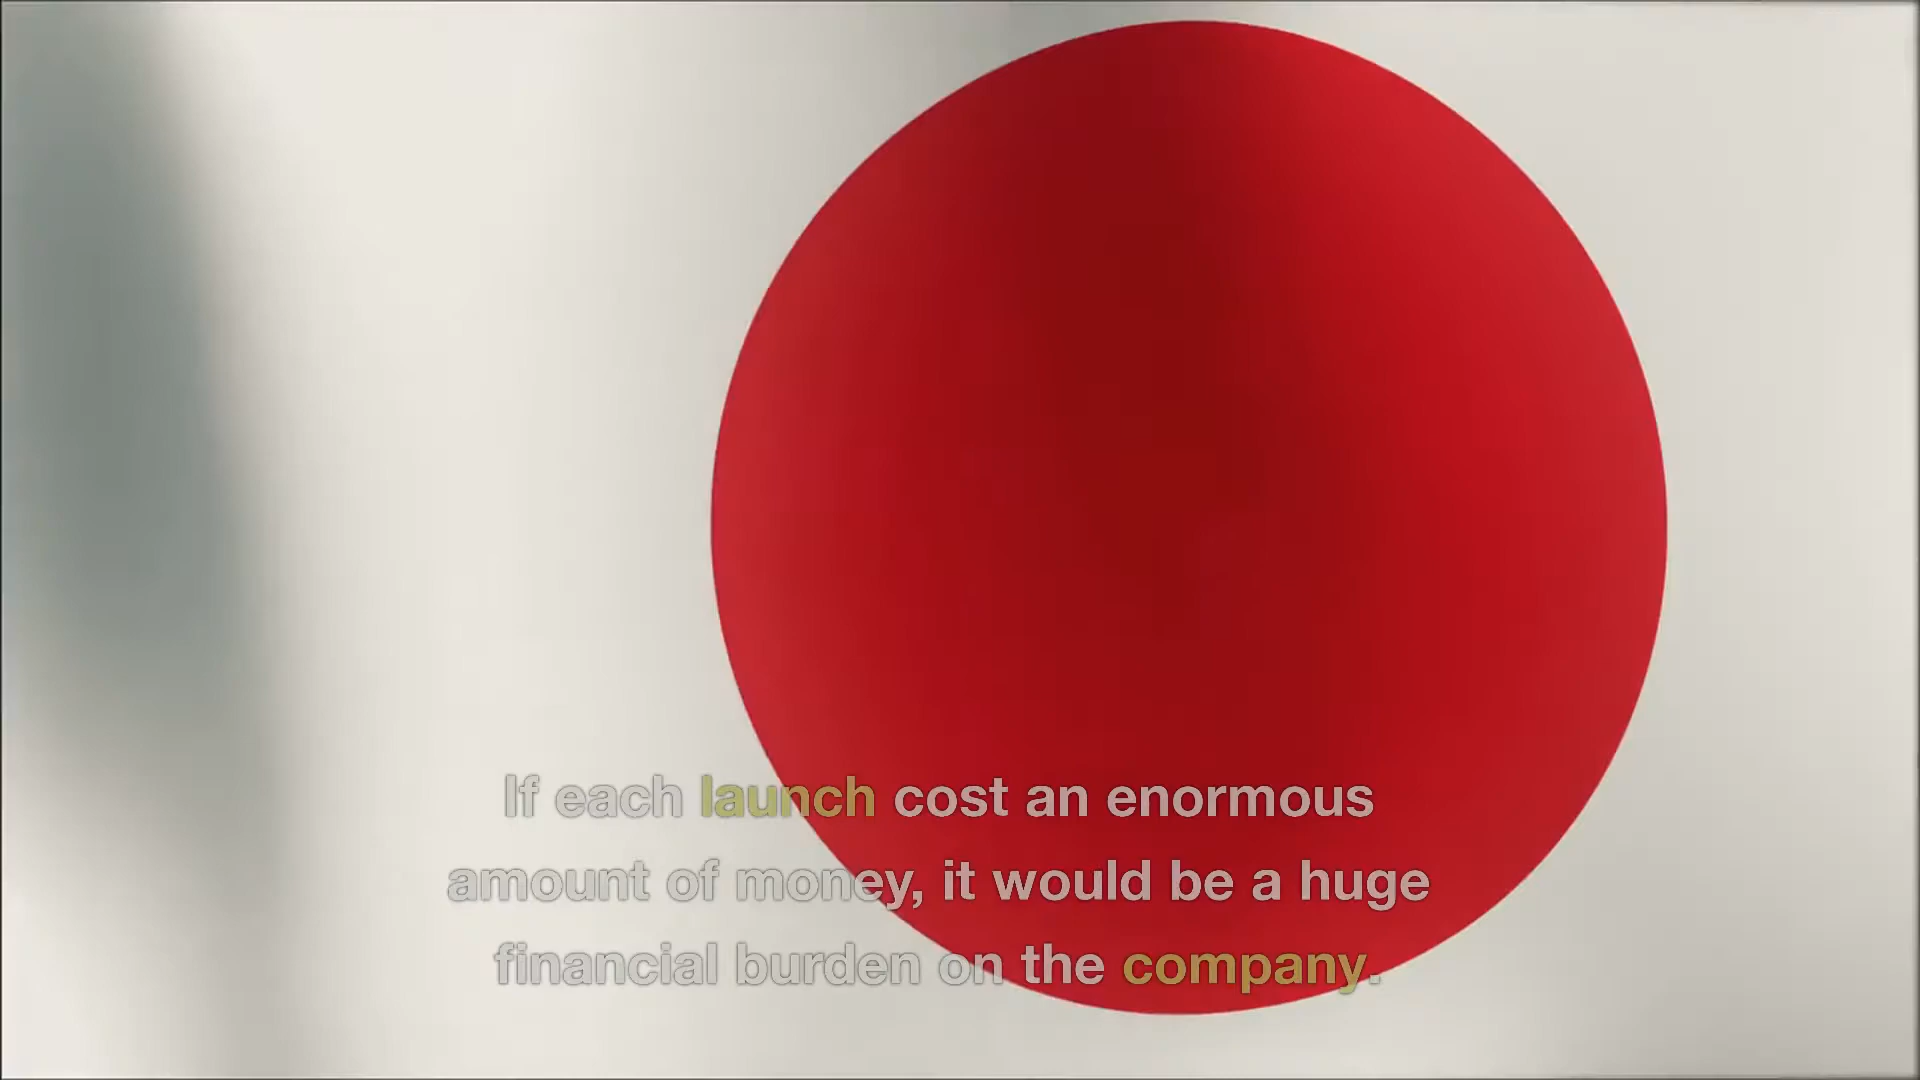 If each launch cost an enormous
amount of money, it would be a huge
financial burden on the company.